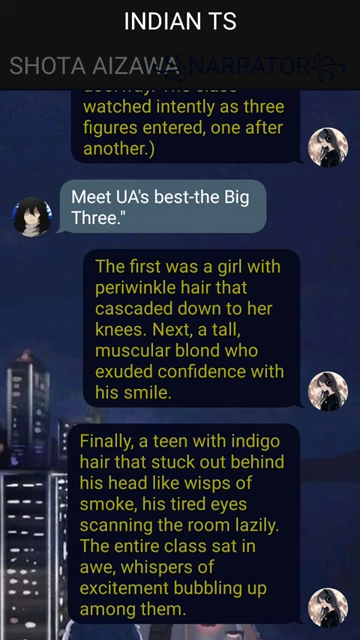 INDIAN TS
SHOTA AIZAWA
NARRATOR
doorway. The class
watched intently as three
figures entered, one after
another.)
Meet UA's best-the Big
Three."
The first was a girl with
periwinkle hair that
cascaded down to her
knees. Next, a tall,
muscular blond who
exuded confidence with
his smile.
Finally, a teen with indigo
hair that stuck out behind
his head like wisps of
smoke, his tired eyes
scanning the room lazily.
The entire class sat in
awe, whispers of
excitement bubbling up
among them.